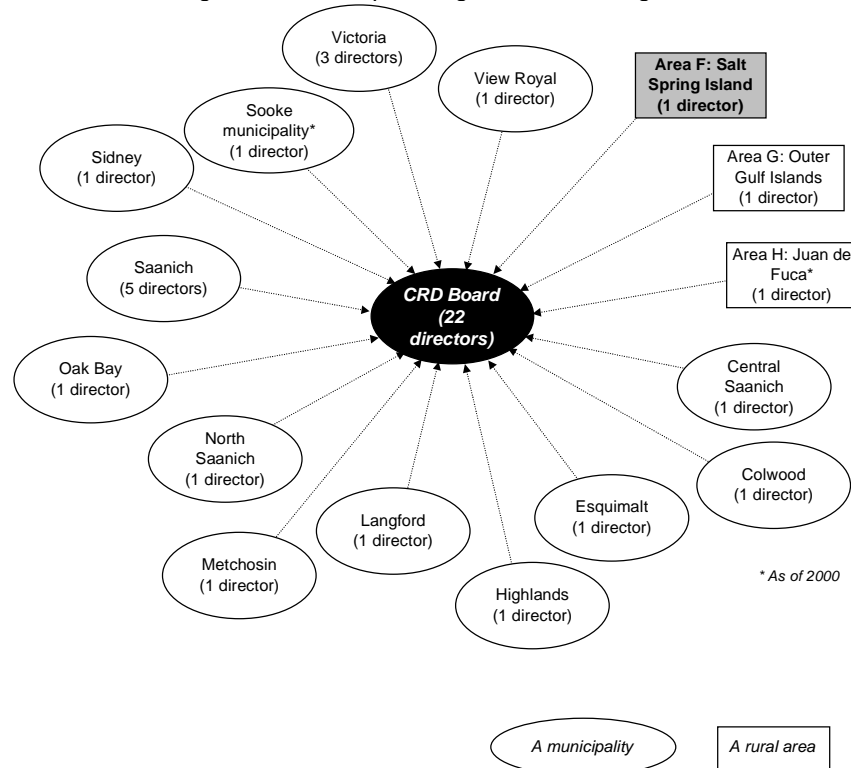 Victoria
(3 directors)
View Royal
(1 director)
Area F: Salt
Spring Island
(1 director)
Sooke
municipality*
(1 director)
Sidney
(1 director)
Area G: Outer
Gulf Islands
(1 director)
Saanich
(5 directors)
Area H: Juan de
Fuca*
(1 director)
CRD Board
(22
directors)
Oak Bay
(1 director)
Central
Saanich
(1 director)
North
Saanich
(1 director)
Colwood
(1 director)
Langford
(1 director)
Esquimalt
(1 director)
Metchosin
(1 director)
Highlands
(1 director)
* As of 2000
A municipality
A rural area